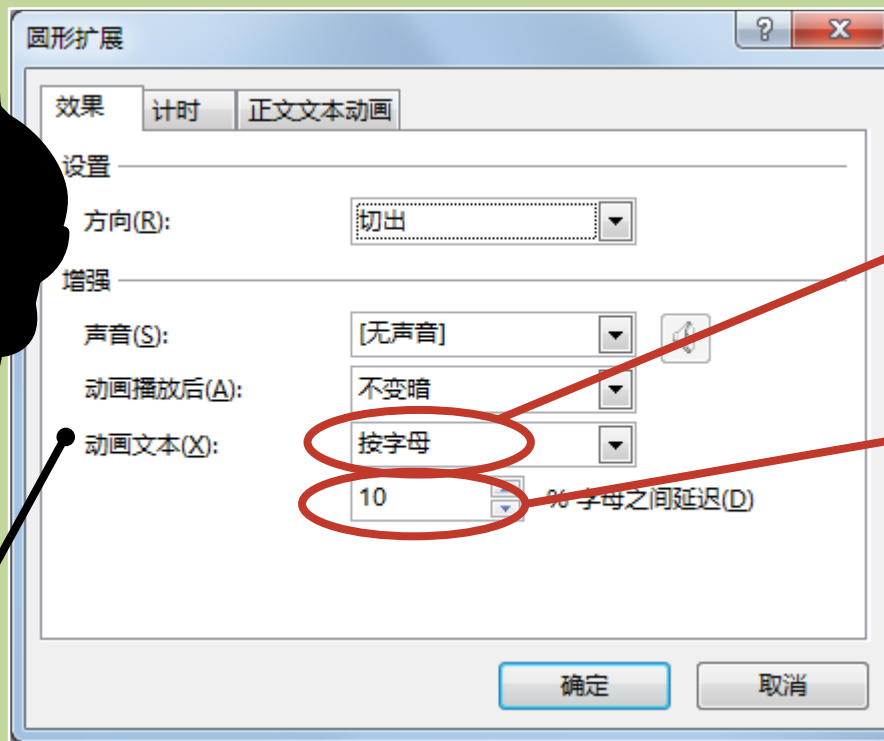 圆形扩展
效果 计时 正文文本动画
设置
方向(R): 切出
增强
声音(S): [无声音]
动画播放后(A): 不变暗
动画文本(X): 按字母
10 % 字母之间延迟(D)
确定 取消